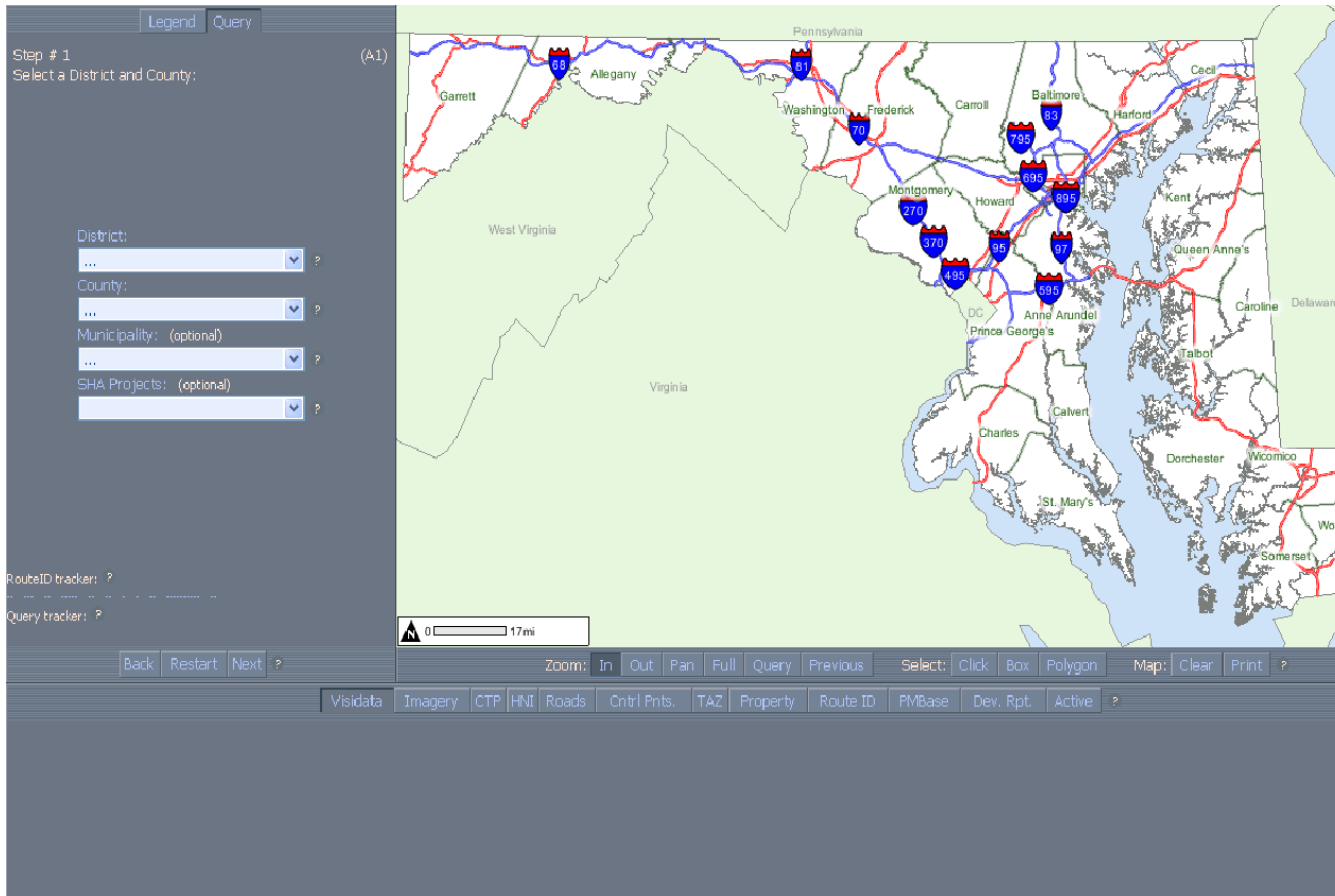 Legend Query
Step # 1 (A1)
Select a District and County:
District:
... ?
County:
... ?
Municipality: (optional)
... ?
SHA Projects: (optional)
?
RouteID tracker: ?
Query tracker: ?
Back Restart Next ?
Pennsylvania
68
81
Allegany
Garrett
Cecil
Baltimore
Washington
Frederick
Carroll
Harford
83
70
795
695
Montgomery
Howard
895
Kent
270
West Virginia
370
95
97
Queen Anne's
495
595
Caroline
Delaware
DC
Anne Arundel
Prince George's
Talbot
Virginia
Calvert
Charles
Dorchester
Wicomico
St. Mary's
Wo
Somerset
N 0 17mi
Zoom: In Out Pan Full Query Previous Select: Click Box Polygon Map: Clear Print ?
Visidata Imagery CTP HNI Roads Cntrl Pnts. TAZ Property Route ID PMBase Dev. Rpt. Active ?